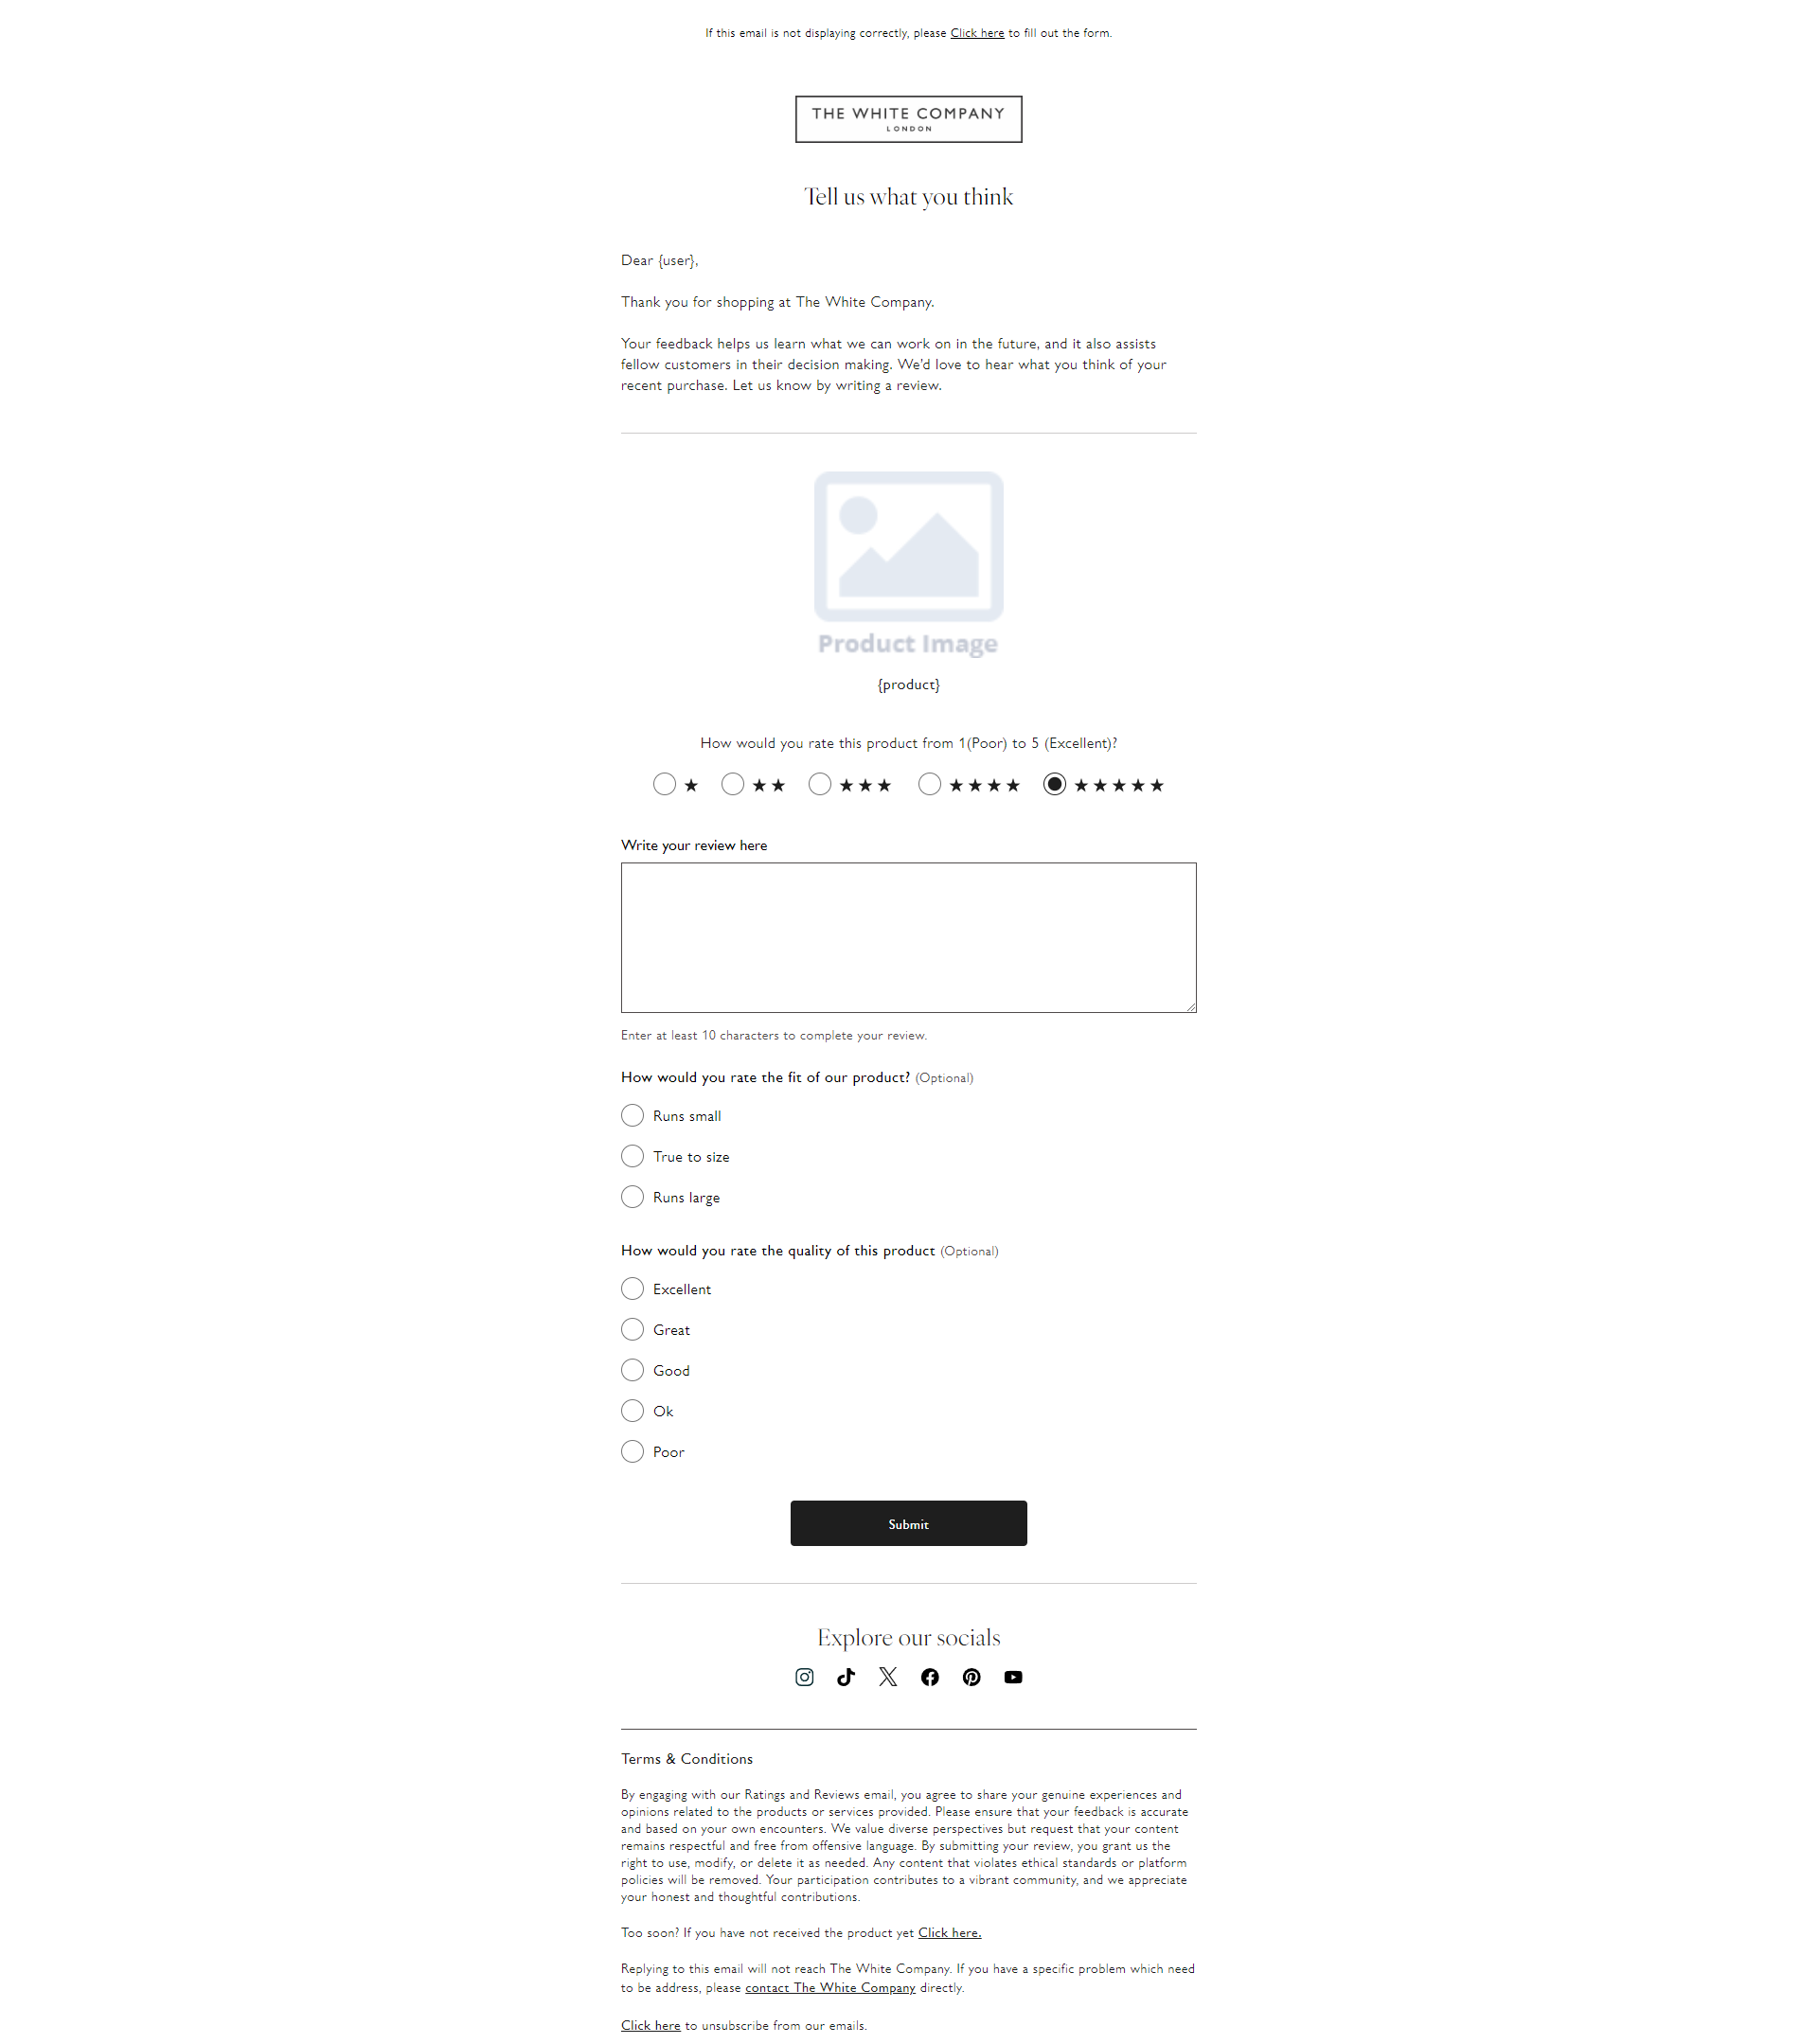 If this email is not displaying correctly, please Click here to fill out the form.
THE WHITE COMPANY
LONDON
Tell us what you think
Dear {user},
Thank you for shopping at The White Company.
Your feedback helps us learn what we can work on in the future, and it also assists
fellow customers in their decision making. We'd love to hear what you think of your
recent purchase. Let us know by writing a review.
Product Image
{product}
How would you rate this product from 1(Poor) to 5 (Excellent)?
★ ★★ ★★★ ★★★★ ★★★★★
Write your review here
Enter at least 10 characters to complete your review.
How would you rate the fit of our product? (Optional)
Runs small
True to size
Runs large
How would you rate the quality of this product (Optional)
Excellent
Great
Good
Ok
Poor
Submit
Explore our socials
Terms & Conditions
By engaging with our Ratings and Reviews email, you agree to share your genuine experiences and
opinions related to the products or services provided. Please ensure that your feedback is accurate
and based on your own encounters. We value diverse perspectives but request that your content
remains respectful and free from offensive language. By submitting your review, you grant us the
right to use, modify, or delete it as needed. Any content that violates ethical standards or platform
policies will be removed. Your participation contributes to a vibrant community, and we appreciate
your honest and thoughtful contributions.
Too soon? If you have not received the product yet Click here.
Replying to this email will not reach The White Company. If you have a specific problem which need
to be address, please contact The White Company directly.
Click here to unsubscribe from our emails.